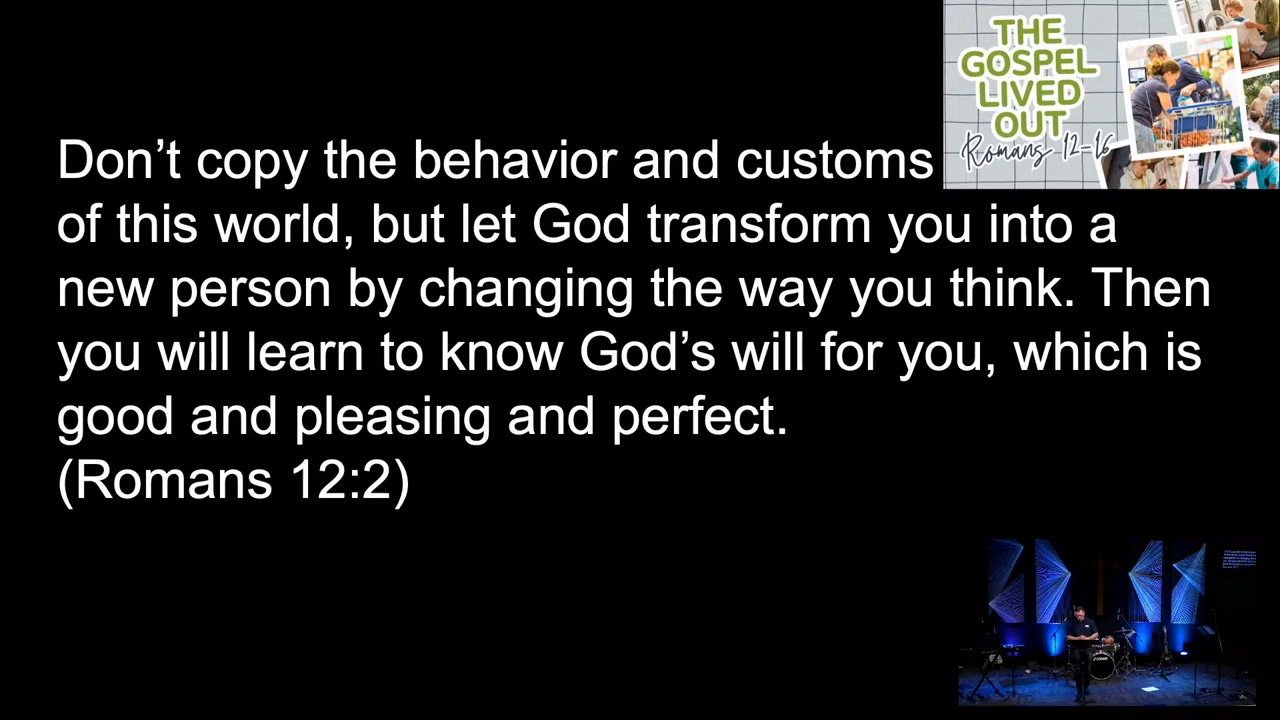 THE
GOSPEL
LIVED
OUT
Romans 12-16
Don’t copy the behavior and customs
of this world, but let God transform you into a
new person by changing the way you think. Then
you will learn to know God’s will for you, which is
good and pleasing and perfect.
(Romans 12:2)